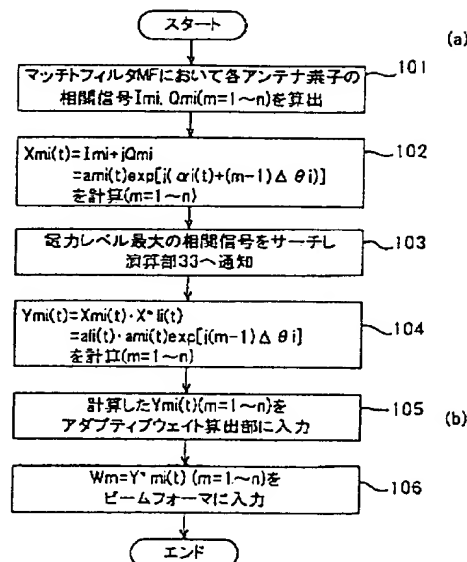 スタート
(a)
101
マッチトフィルタMFにおいて各アンテナ素子の
相関信号Imi, Qmi(m=1～n)を算出
102
Xmi(t)=Imi+jQmi
=ami(t)exp[j(αi(t)+(m-1)Δθi)]
を計算(m=1～n)
103
電力レベル最大の相関信号をサーチし
演算部33へ通知
104
Ymi(t)=Xmi(t)·X*li(t)
=ali(t)·ami(t)exp[j(m-1)Δθi]
を計算(m=1～n)
105
計算したYmi(t)(m=1～n)を
アダプティブウェイト算出部に入力
(b)
106
Wm=Y*mi(t) (m=1～n)を
ビームフォーマに入力
エンド